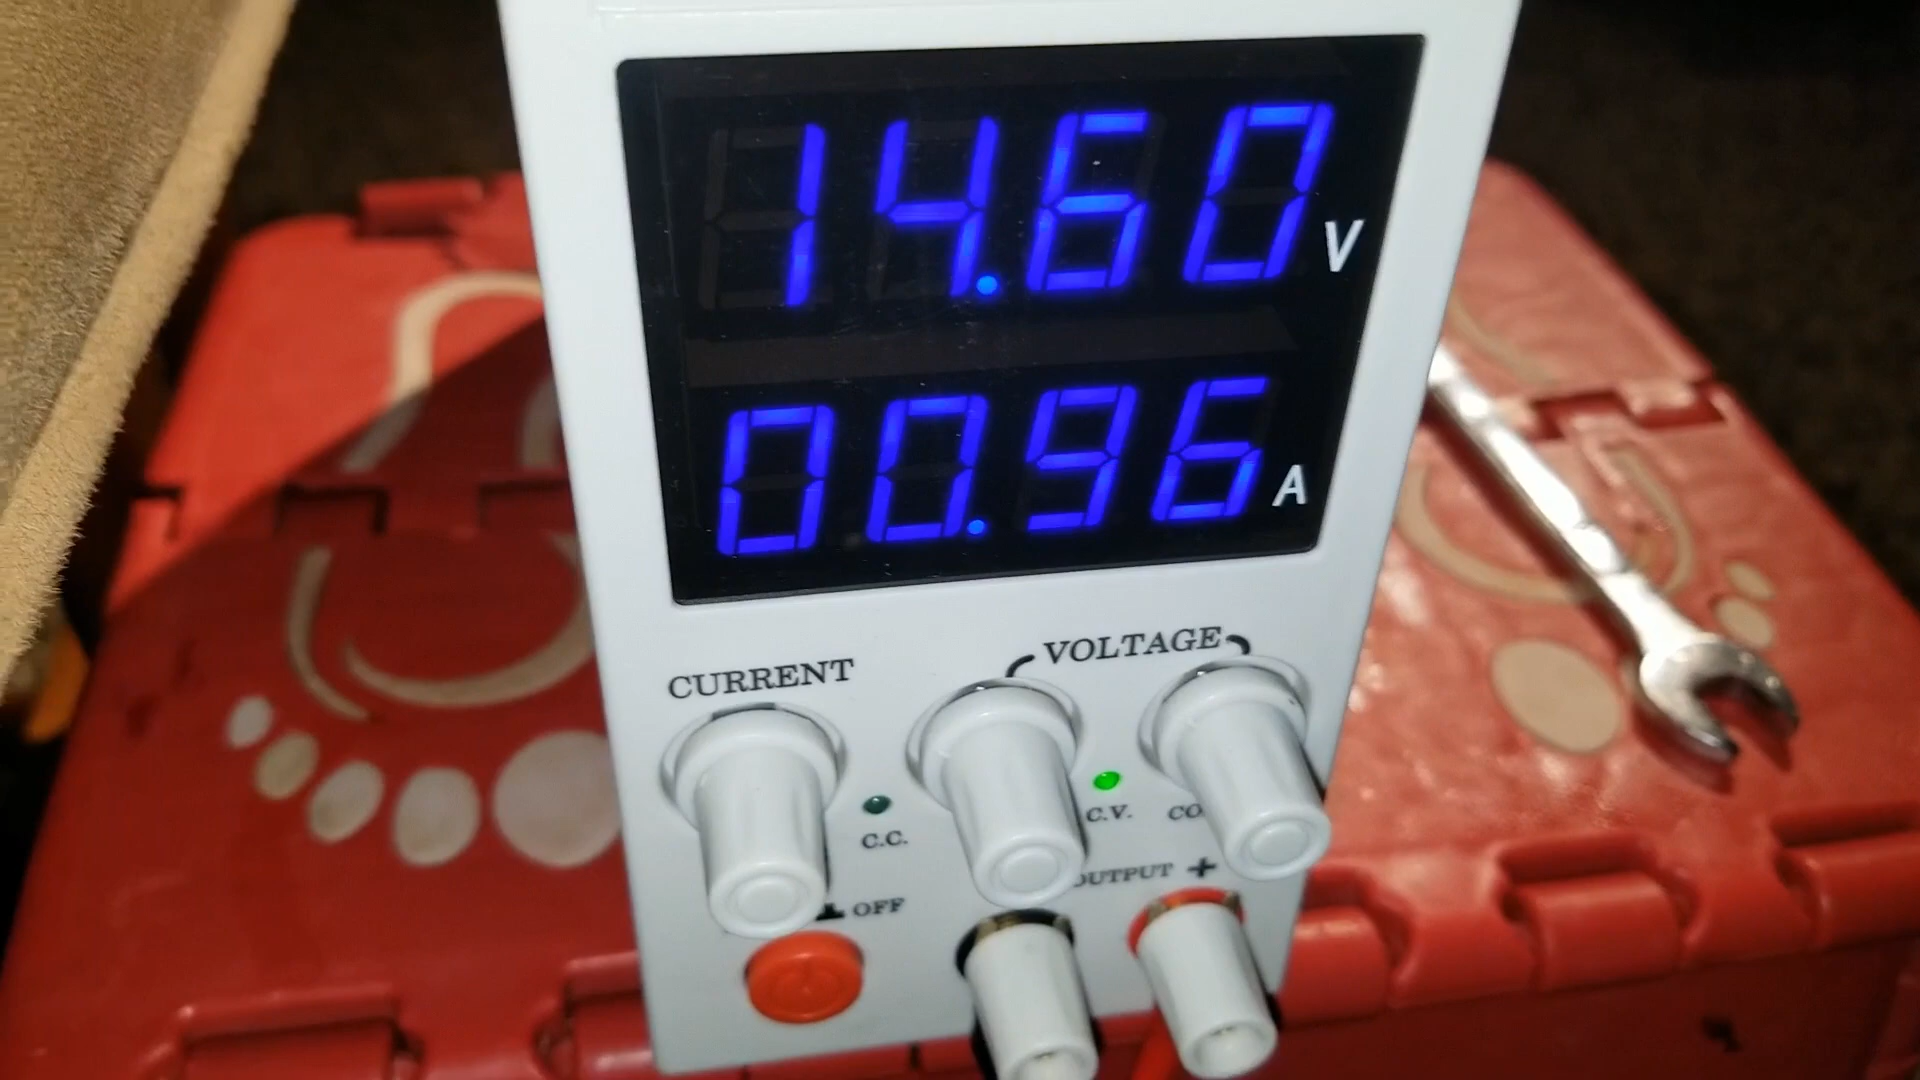 14.60 V
00.96 A
CURRENT
VOLTAGE
C.C.
C.V.
OFF
OUTPUT +